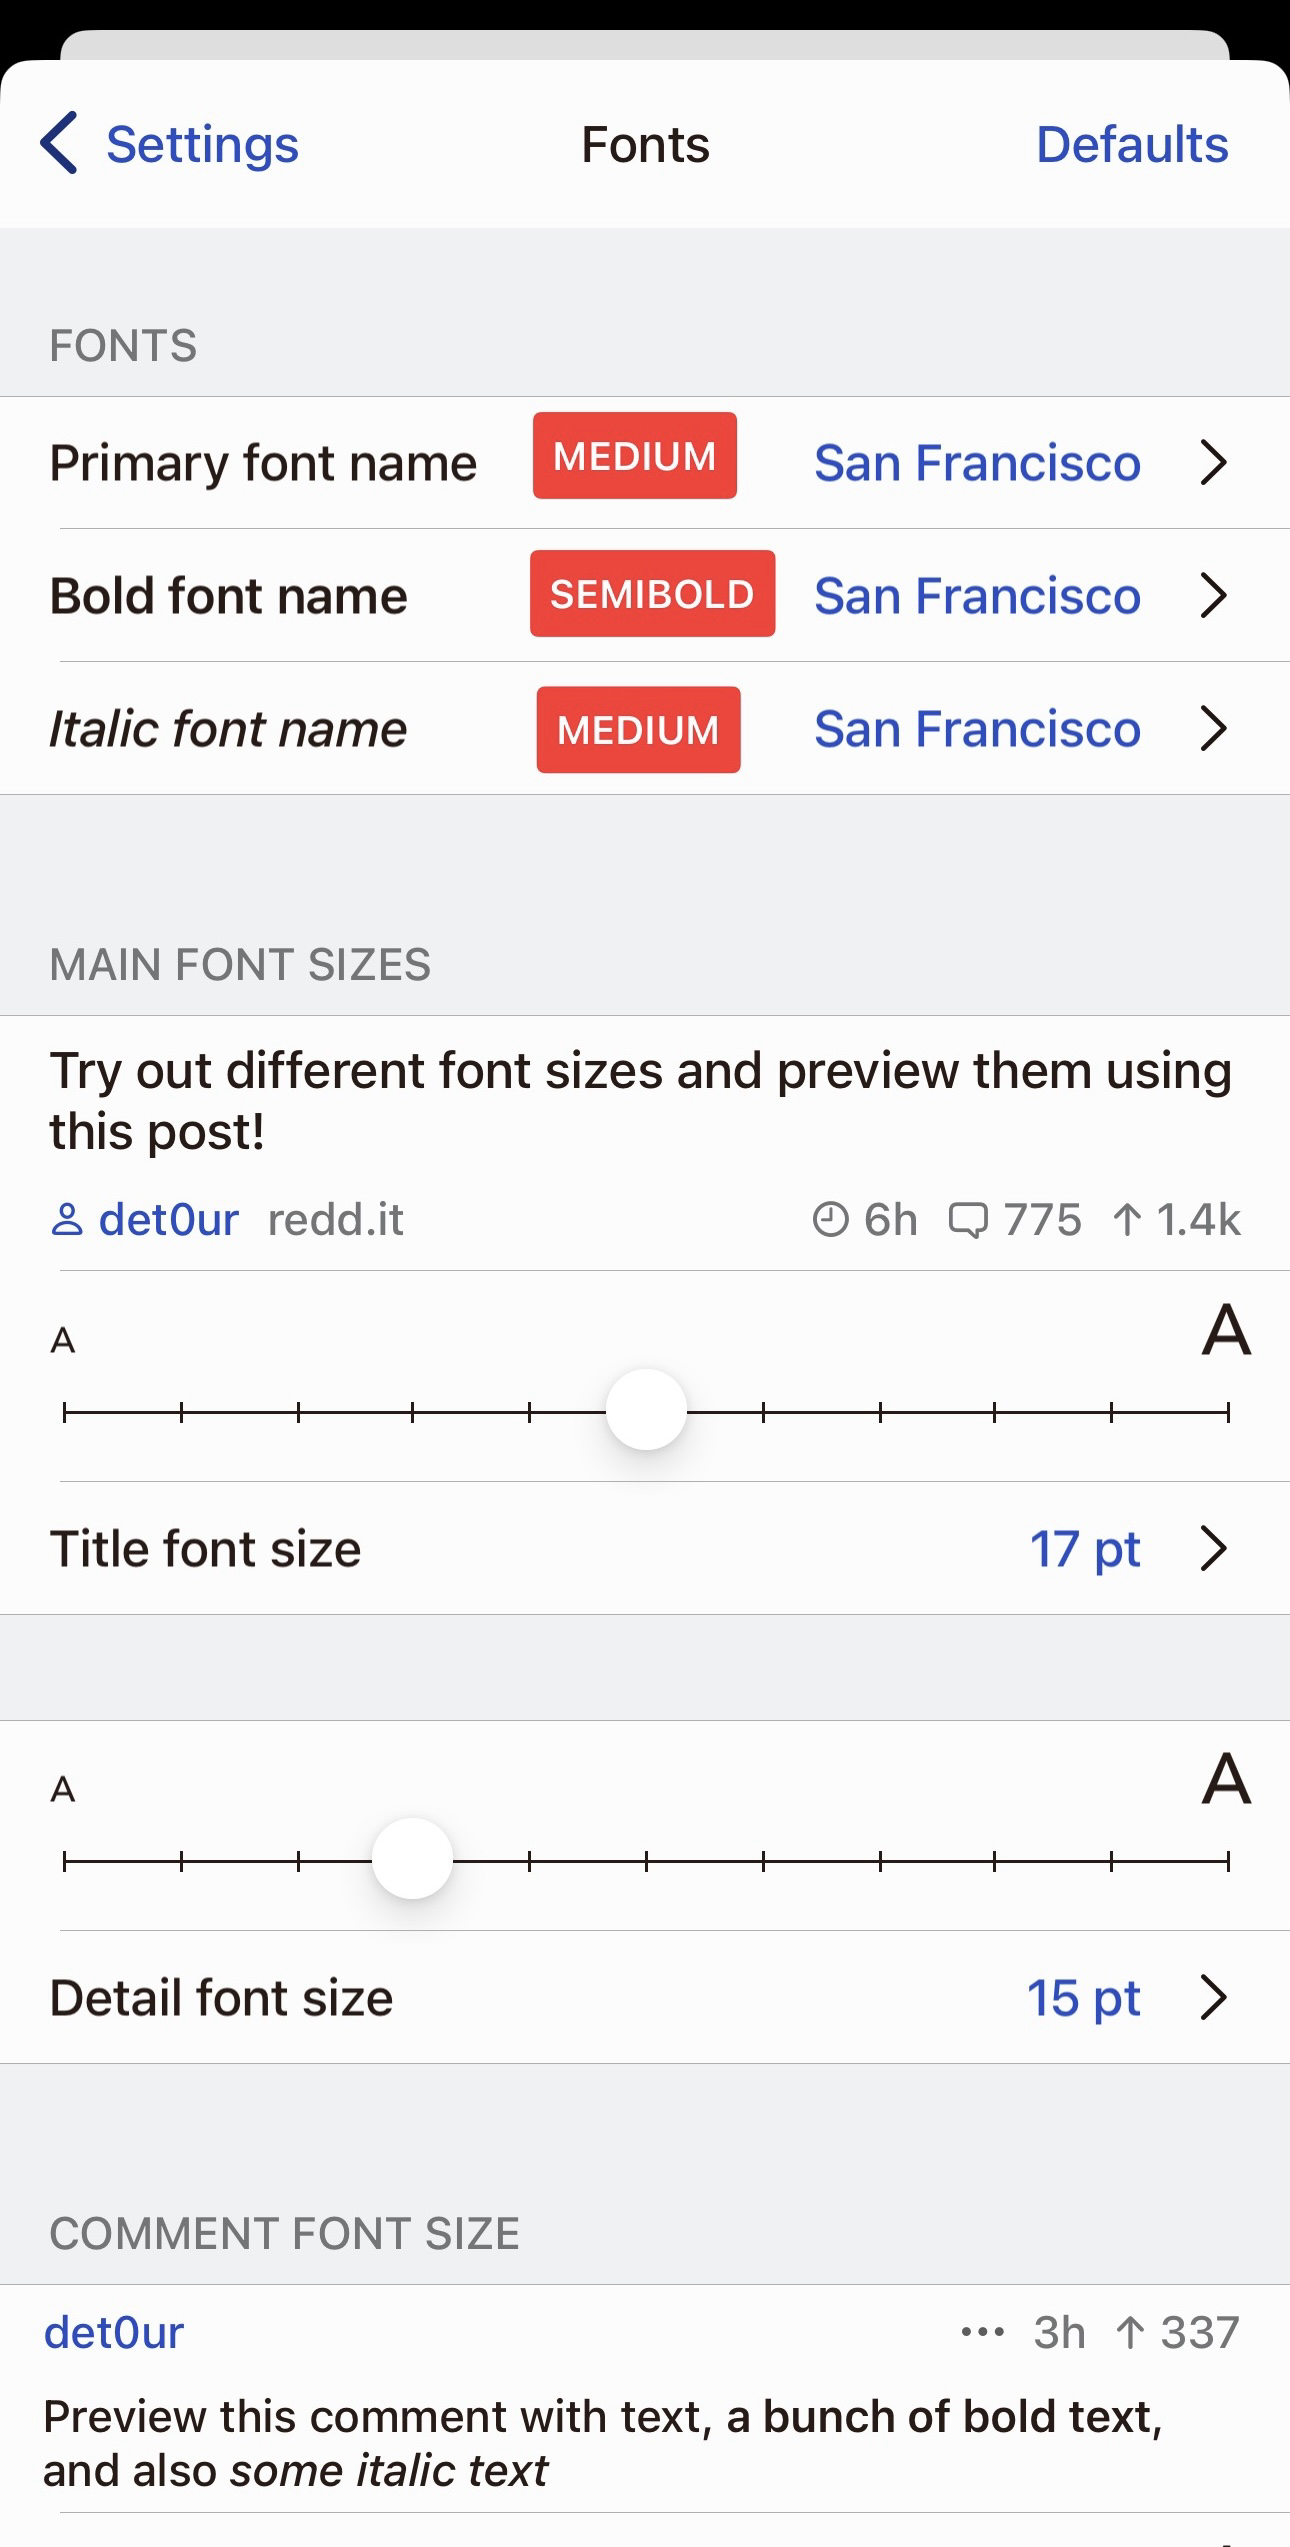 Settings
Fonts
Defaults
FONTS
Primary font name MEDIUM San Francisco
Bold font name SEMIBOLD San Francisco
Italic font name MEDIUM San Francisco
MAIN FONT SIZES
Try out different font sizes and preview them using
this post!
det0ur redd.it 6h 775 1.4k
A A
Title font size 17 pt
A A
Detail font size 15 pt
COMMENT FONT SIZE
det0ur ••• 3h 337
Preview this comment with text, a bunch of bold text,
and also some italic text